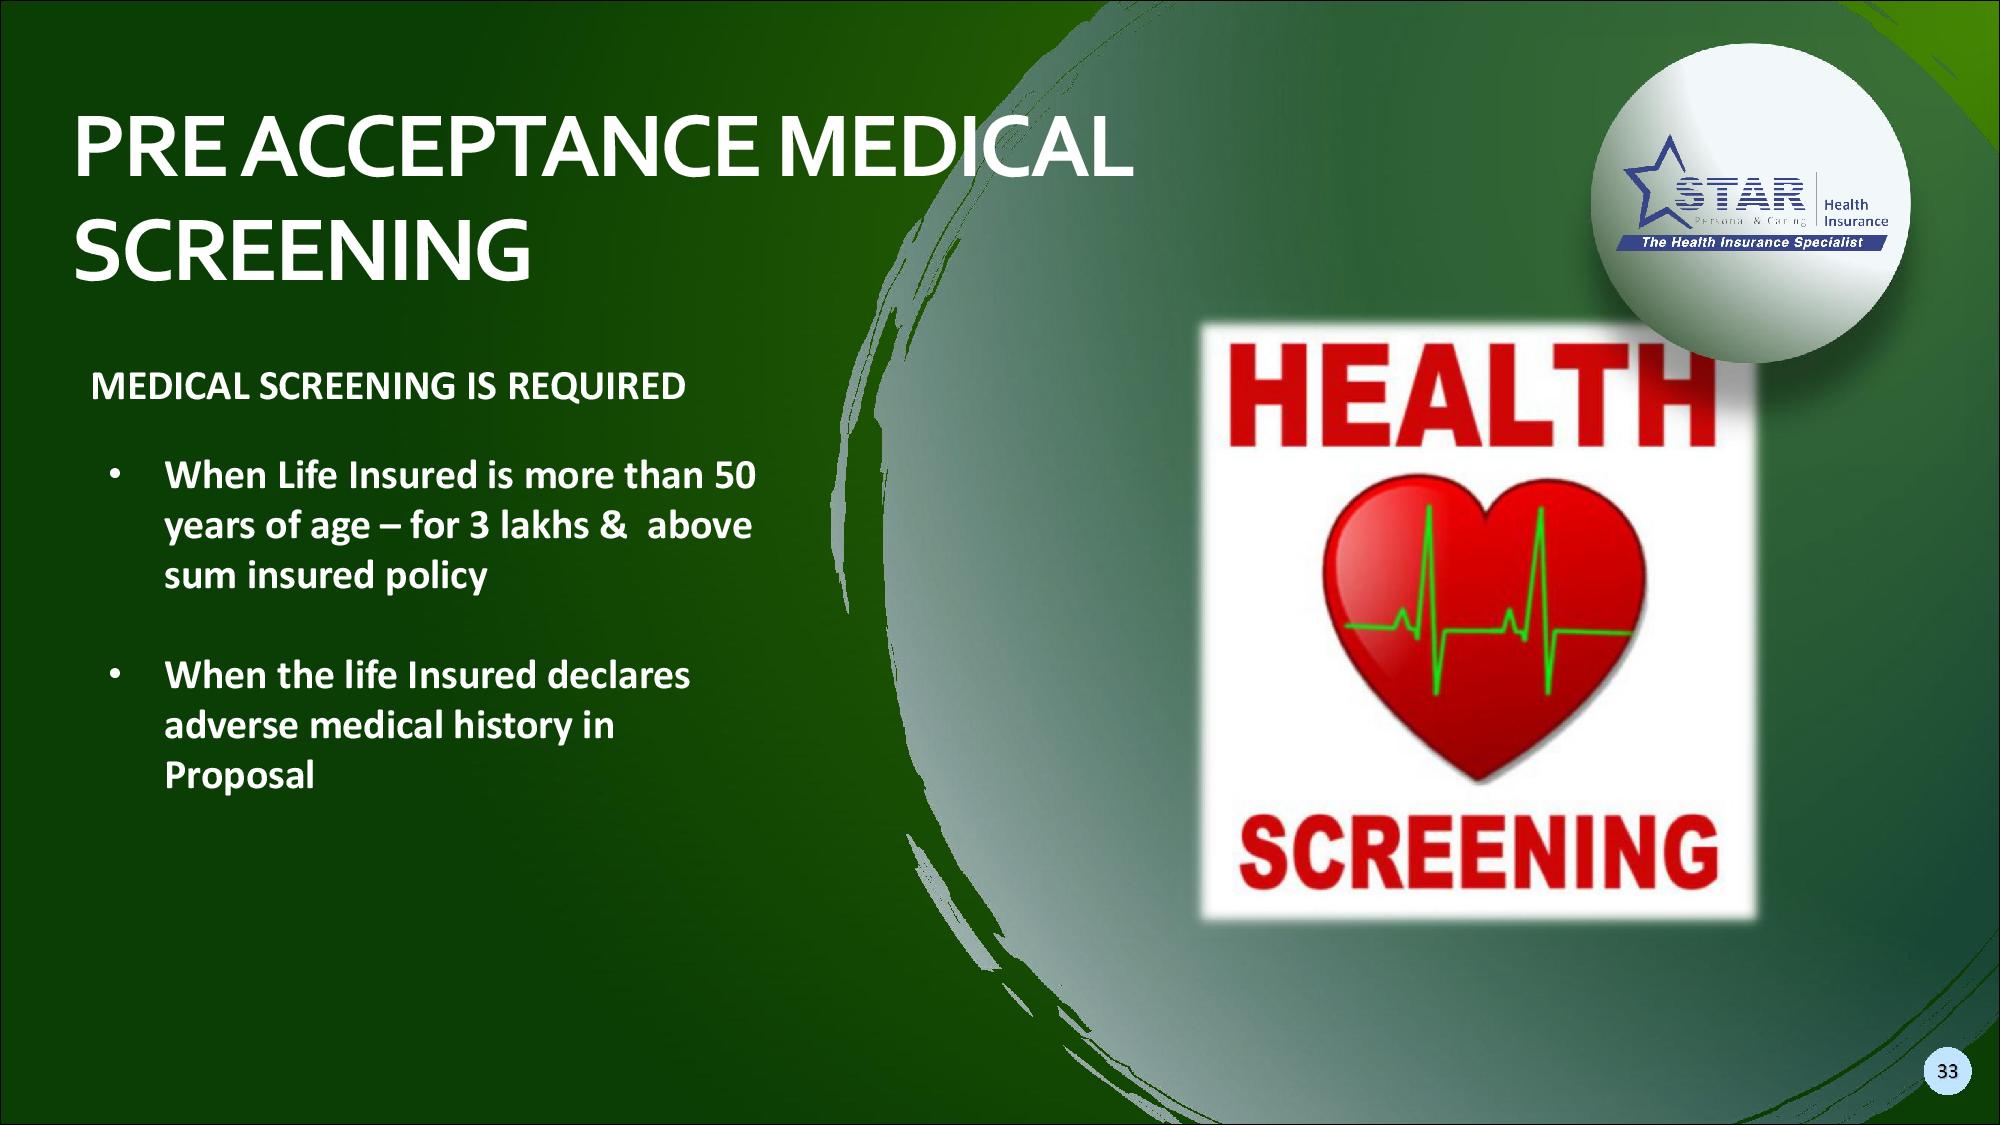 PRE ACCEPTANCE MEDICAL
SCREENING
STAR
Personal & Caring
Health
Insurance
The Health Insurance Specialist
MEDICAL SCREENING IS REQUIRED
• When Life Insured is more than 50
years of age – for 3 lakhs &  above
sum insured policy
• When the life Insured declares
adverse medical history in
Proposal
HEALTH
SCREENING
33